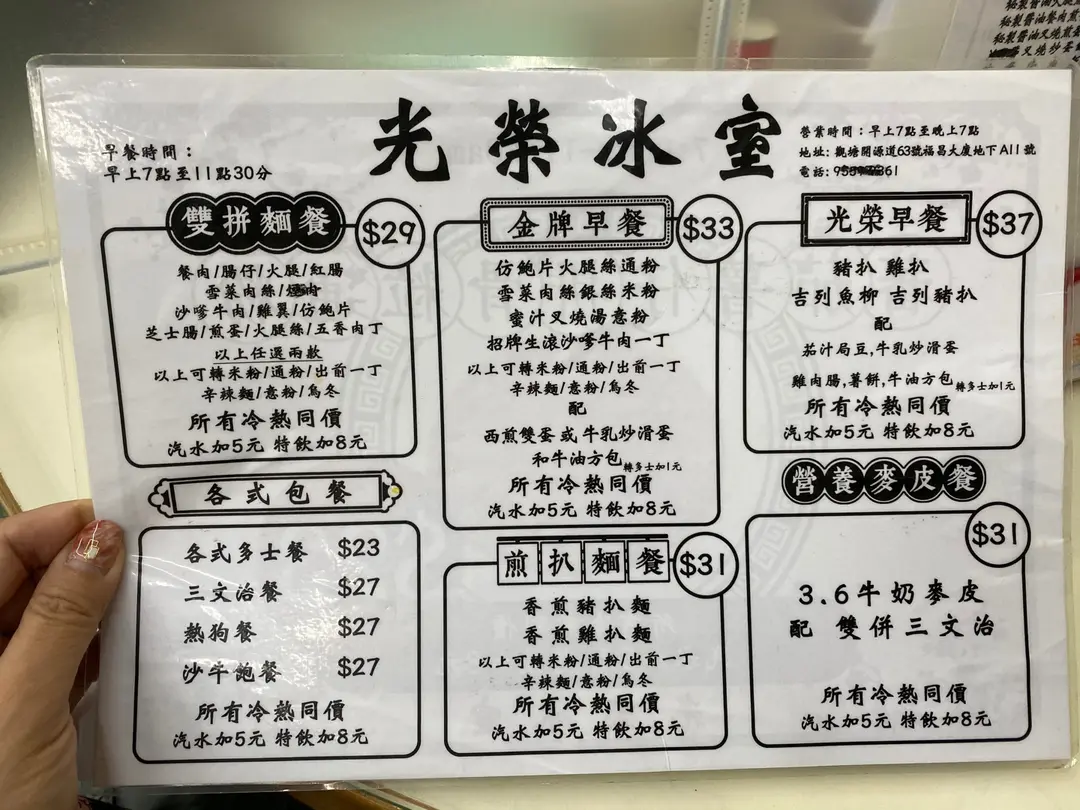 光榮冰室
早餐時間：
早上7點至11點30分
營業時間：早上7點至晚上7點
地址: 觀塘開源道63號福昌大廈地下A11號
電話:
雙拼麵餐 $29
餐肉/腸仔/火腿/紅腸
雪菜肉絲/
沙嗲牛肉/雞翼/仿鮑片
芝士腸/煎蛋/火腿絲/五香肉丁
以上任選兩款
以上可轉米粉/通粉/出前一丁
辛辣麵/意粉/烏冬
所有冷熱同價
汽水加5元 特飲加8元
各式包餐
各式多士餐 $23
三文治餐 $27
熱狗餐 $27
沙牛飽餐 $27
所有冷熱同價
汽水加5元 特飲加8元
金牌早餐 $33
仿鮑片火腿絲通粉
雪菜肉絲銀絲米粉
蜜汁叉燒湯意粉
招牌生滾沙嗲牛肉一丁
以上可轉米粉/通粉/出前一丁
辛辣麵/意粉/烏冬
配
西煎雙蛋或牛乳炒滑蛋
和牛油方包轉多士加1元
所有冷熱同價
汽水加5元 特飲加8元
煎扒麵餐 $31
香煎豬扒麵
香煎雞扒麵
以上可轉米粉/通粉/出前一丁
辛辣麵/意粉/烏冬
所有冷熱同價
汽水加5元 特飲加8元
光榮早餐 $37
豬扒 雞扒
吉列魚柳 吉列豬扒
配
茄汁局豆,牛乳炒滑蛋
雞肉腸,薯餅,牛油方包轉多士加1元
所有冷熱同價
汽水加5元 特飲加8元
營養麥皮餐
$31
3.6牛奶麥皮
配 雙併三文治
所有冷熱同價
汽水加5元 特飲加8元
秘製醬油餐肉煎
秘製醬油叉燒煎
叉燒炒蛋